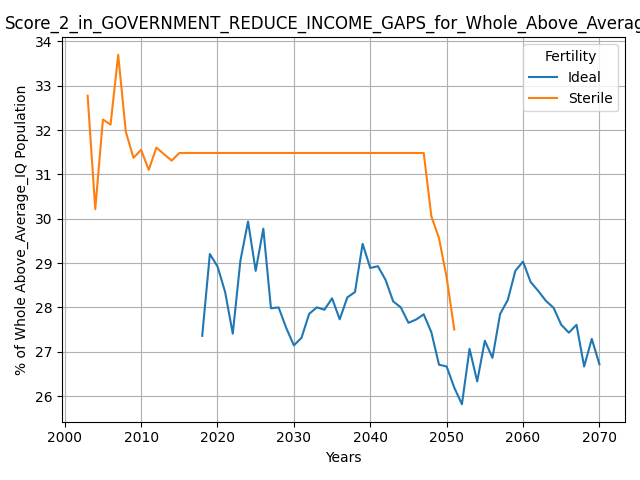 Score_2_in_GOVERNMENT_REDUCE_INCOME_GAPS_for_Whole_Above_Averag
34
33
32
31
30
29
28
27
26
% of Whole Above_Average_IQ Population
Fertility
Ideal
Sterile
2000 2010 2020 2030 2040 2050 2060 2070
Years